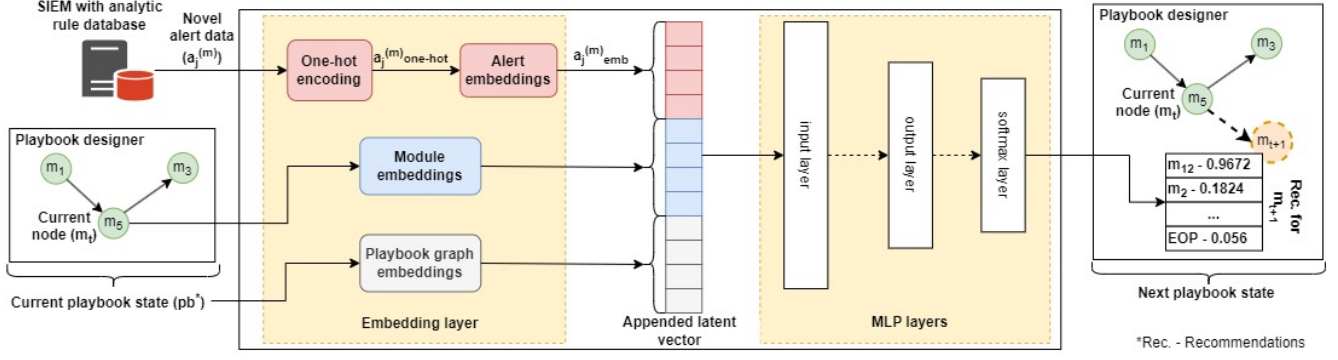 SIEM with analytic
rule database
Novel
alert data
(aⱼ⁽ᵐ⁾)
One-hot
encoding
aⱼ⁽ᵐ⁾one-hot
Alert
embeddings
aⱼ⁽ᵐ⁾emb
Playbook designer
m1
m3
m5
Current
node (mt)
Current playbook state (pb*)
Module
embeddings
Playbook graph
embeddings
Embedding layer
Appended latent
vector
input layer
output layer
softmax layer
MLP layers
Playbook designer
m1
m3
m5
Current
node (mt)
mt+1
m12 - 0.9672
m2 - 0.1824
...
EOP - 0.056
Rec. for
mt+1
Next playbook state
*Rec. - Recommendations